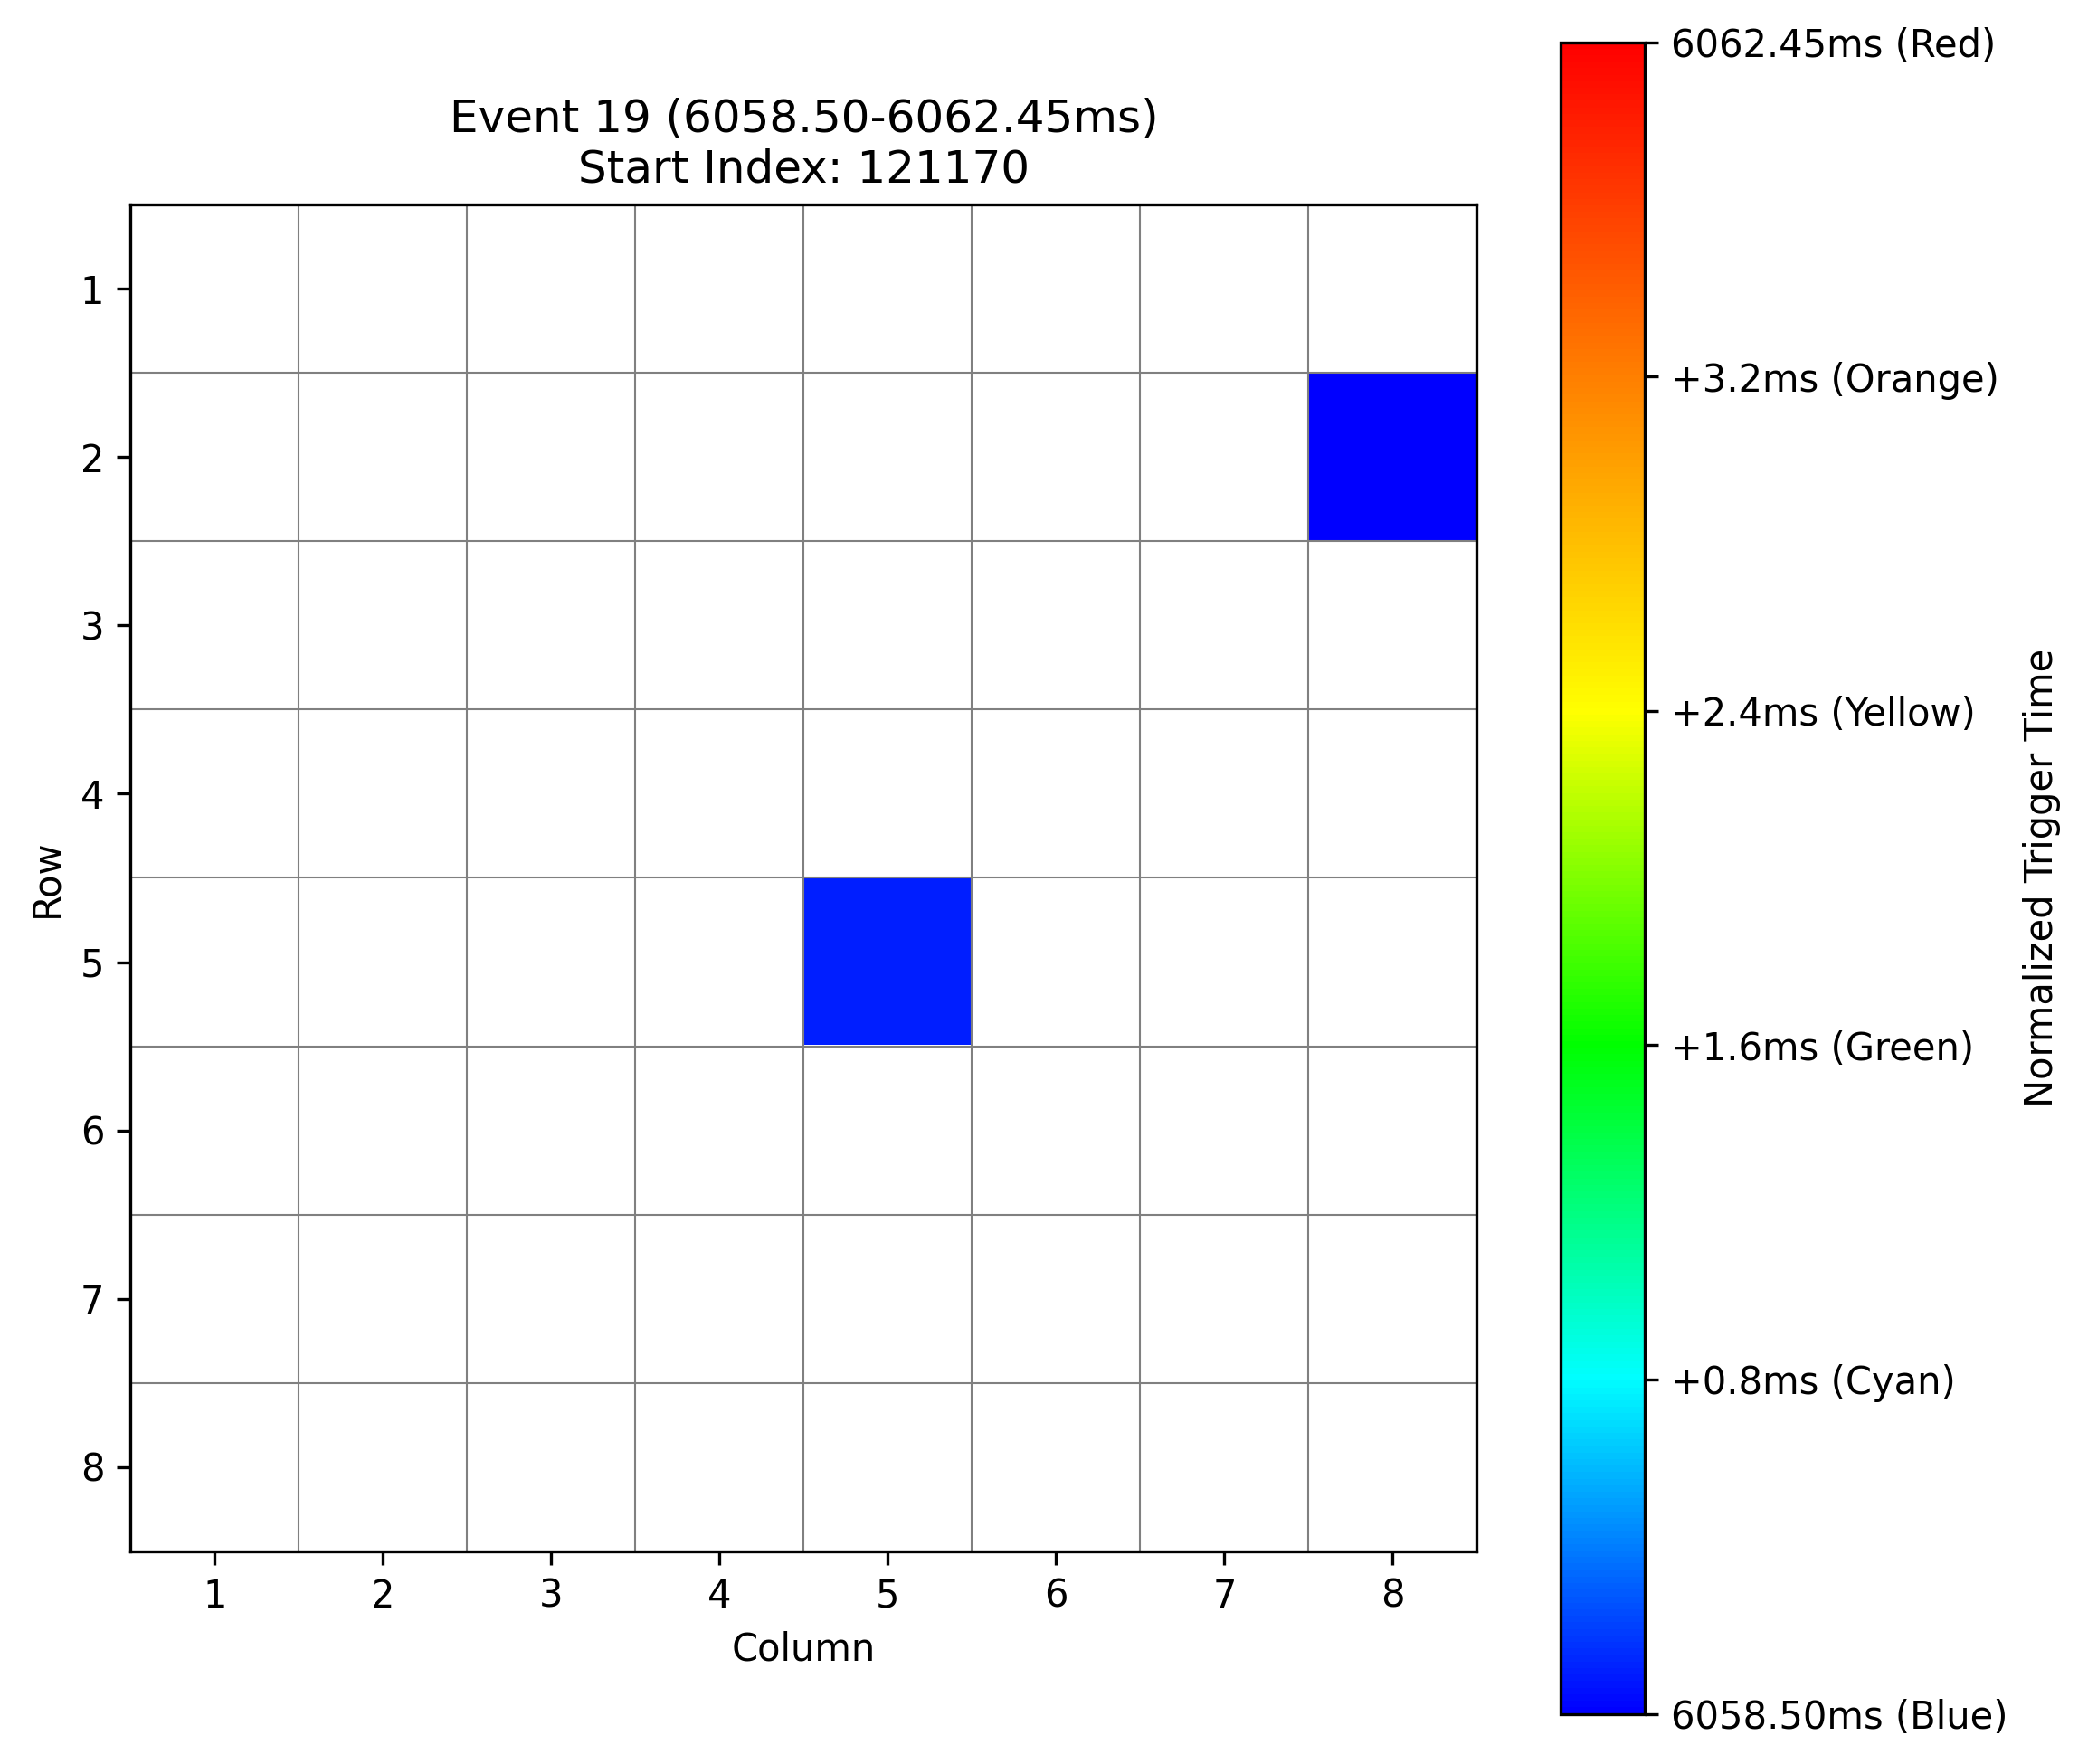 Event 19 (6058.50-6062.45ms)
Start Index: 121170
Row
1
2
3
4
5
6
7
8
1 2 3 4 5 6 7 8
Column
6062.45ms (Red)
+3.2ms (Orange)
+2.4ms (Yellow)
+1.6ms (Green)
+0.8ms (Cyan)
6058.50ms (Blue)
Normalized Trigger Time